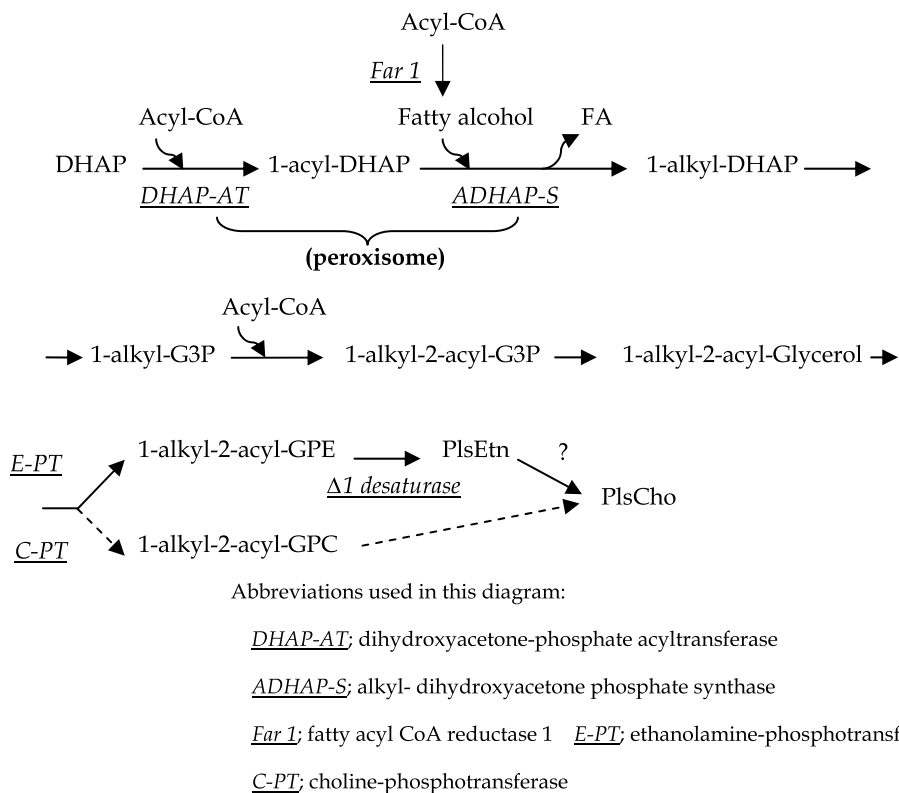 Acyl-CoA
Far 1
Acyl-CoA Fatty alcohol FA
DHAP 1-acyl-DHAP 1-alkyl-DHAP
DHAP-AT ADHAP-S
(peroxisome)
Acyl-CoA
1-alkyl-G3P 1-alkyl-2-acyl-G3P 1-alkyl-2-acyl-Glycerol
1-alkyl-2-acyl-GPE PlsEtn ?
E-PT
Δ1 desaturase
PlsCho
C-PT 1-alkyl-2-acyl-GPC
Abbreviations used in this diagram:
DHAP-AT; dihydroxyacetone-phosphate acyltransferase
ADHAP-S; alkyl- dihydroxyacetone phosphate synthase
Far 1; fatty acyl CoA reductase 1 E-PT; ethanolamine-phosphotransf
C-PT; choline-phosphotransferase